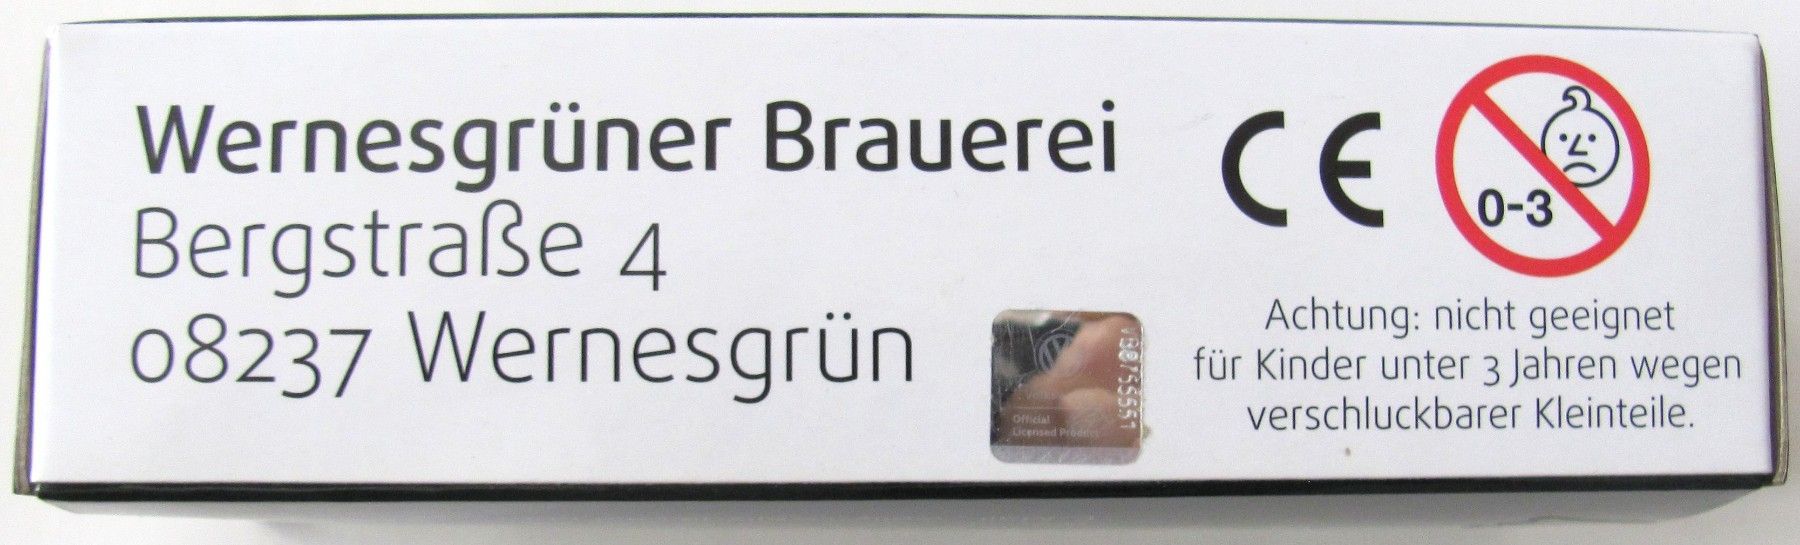 Wernesgrüner Brauerei
Bergstraße 4
08237 Wernesgrün
CE
0-3
Achtung: nicht geeignet
für Kinder unter 3 Jahren wegen
verschluckbarer Kleinteile.
Official
Licensed Product